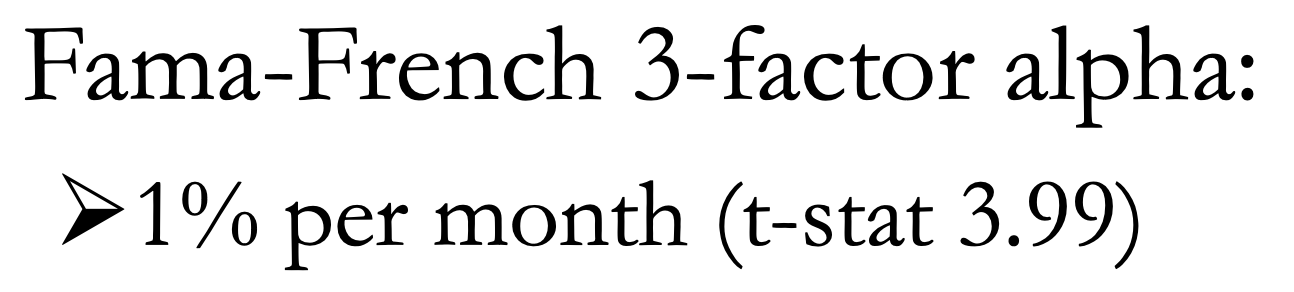 Fama-French 3-factor alpha:
➢1% per month (t-stat 3.99)